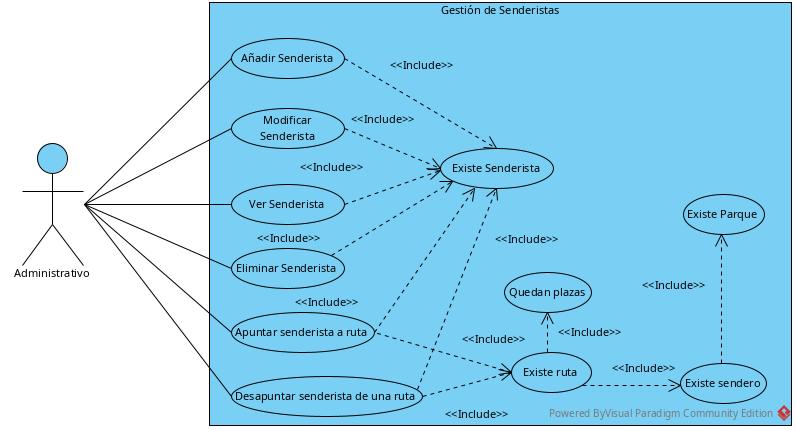 Gestión de Senderistas
Añadir Senderista
<<Include>>
Modificar
Senderista
<<Include>>
<<Include>>
Existe Senderista
Ver Senderista
Existe Parque
<<Include>>
<<Include>>
Eliminar Senderista
Administrativo
<<Include>>
Quedan plazas
<<Include>>
Apuntar senderista a ruta
<<Include>>
<<Include>>
Existe ruta
<<Include>>
Existe sendero
Desapuntar senderista de una ruta
<<Include>>
Powered ByVisual Paradigm Community Edition